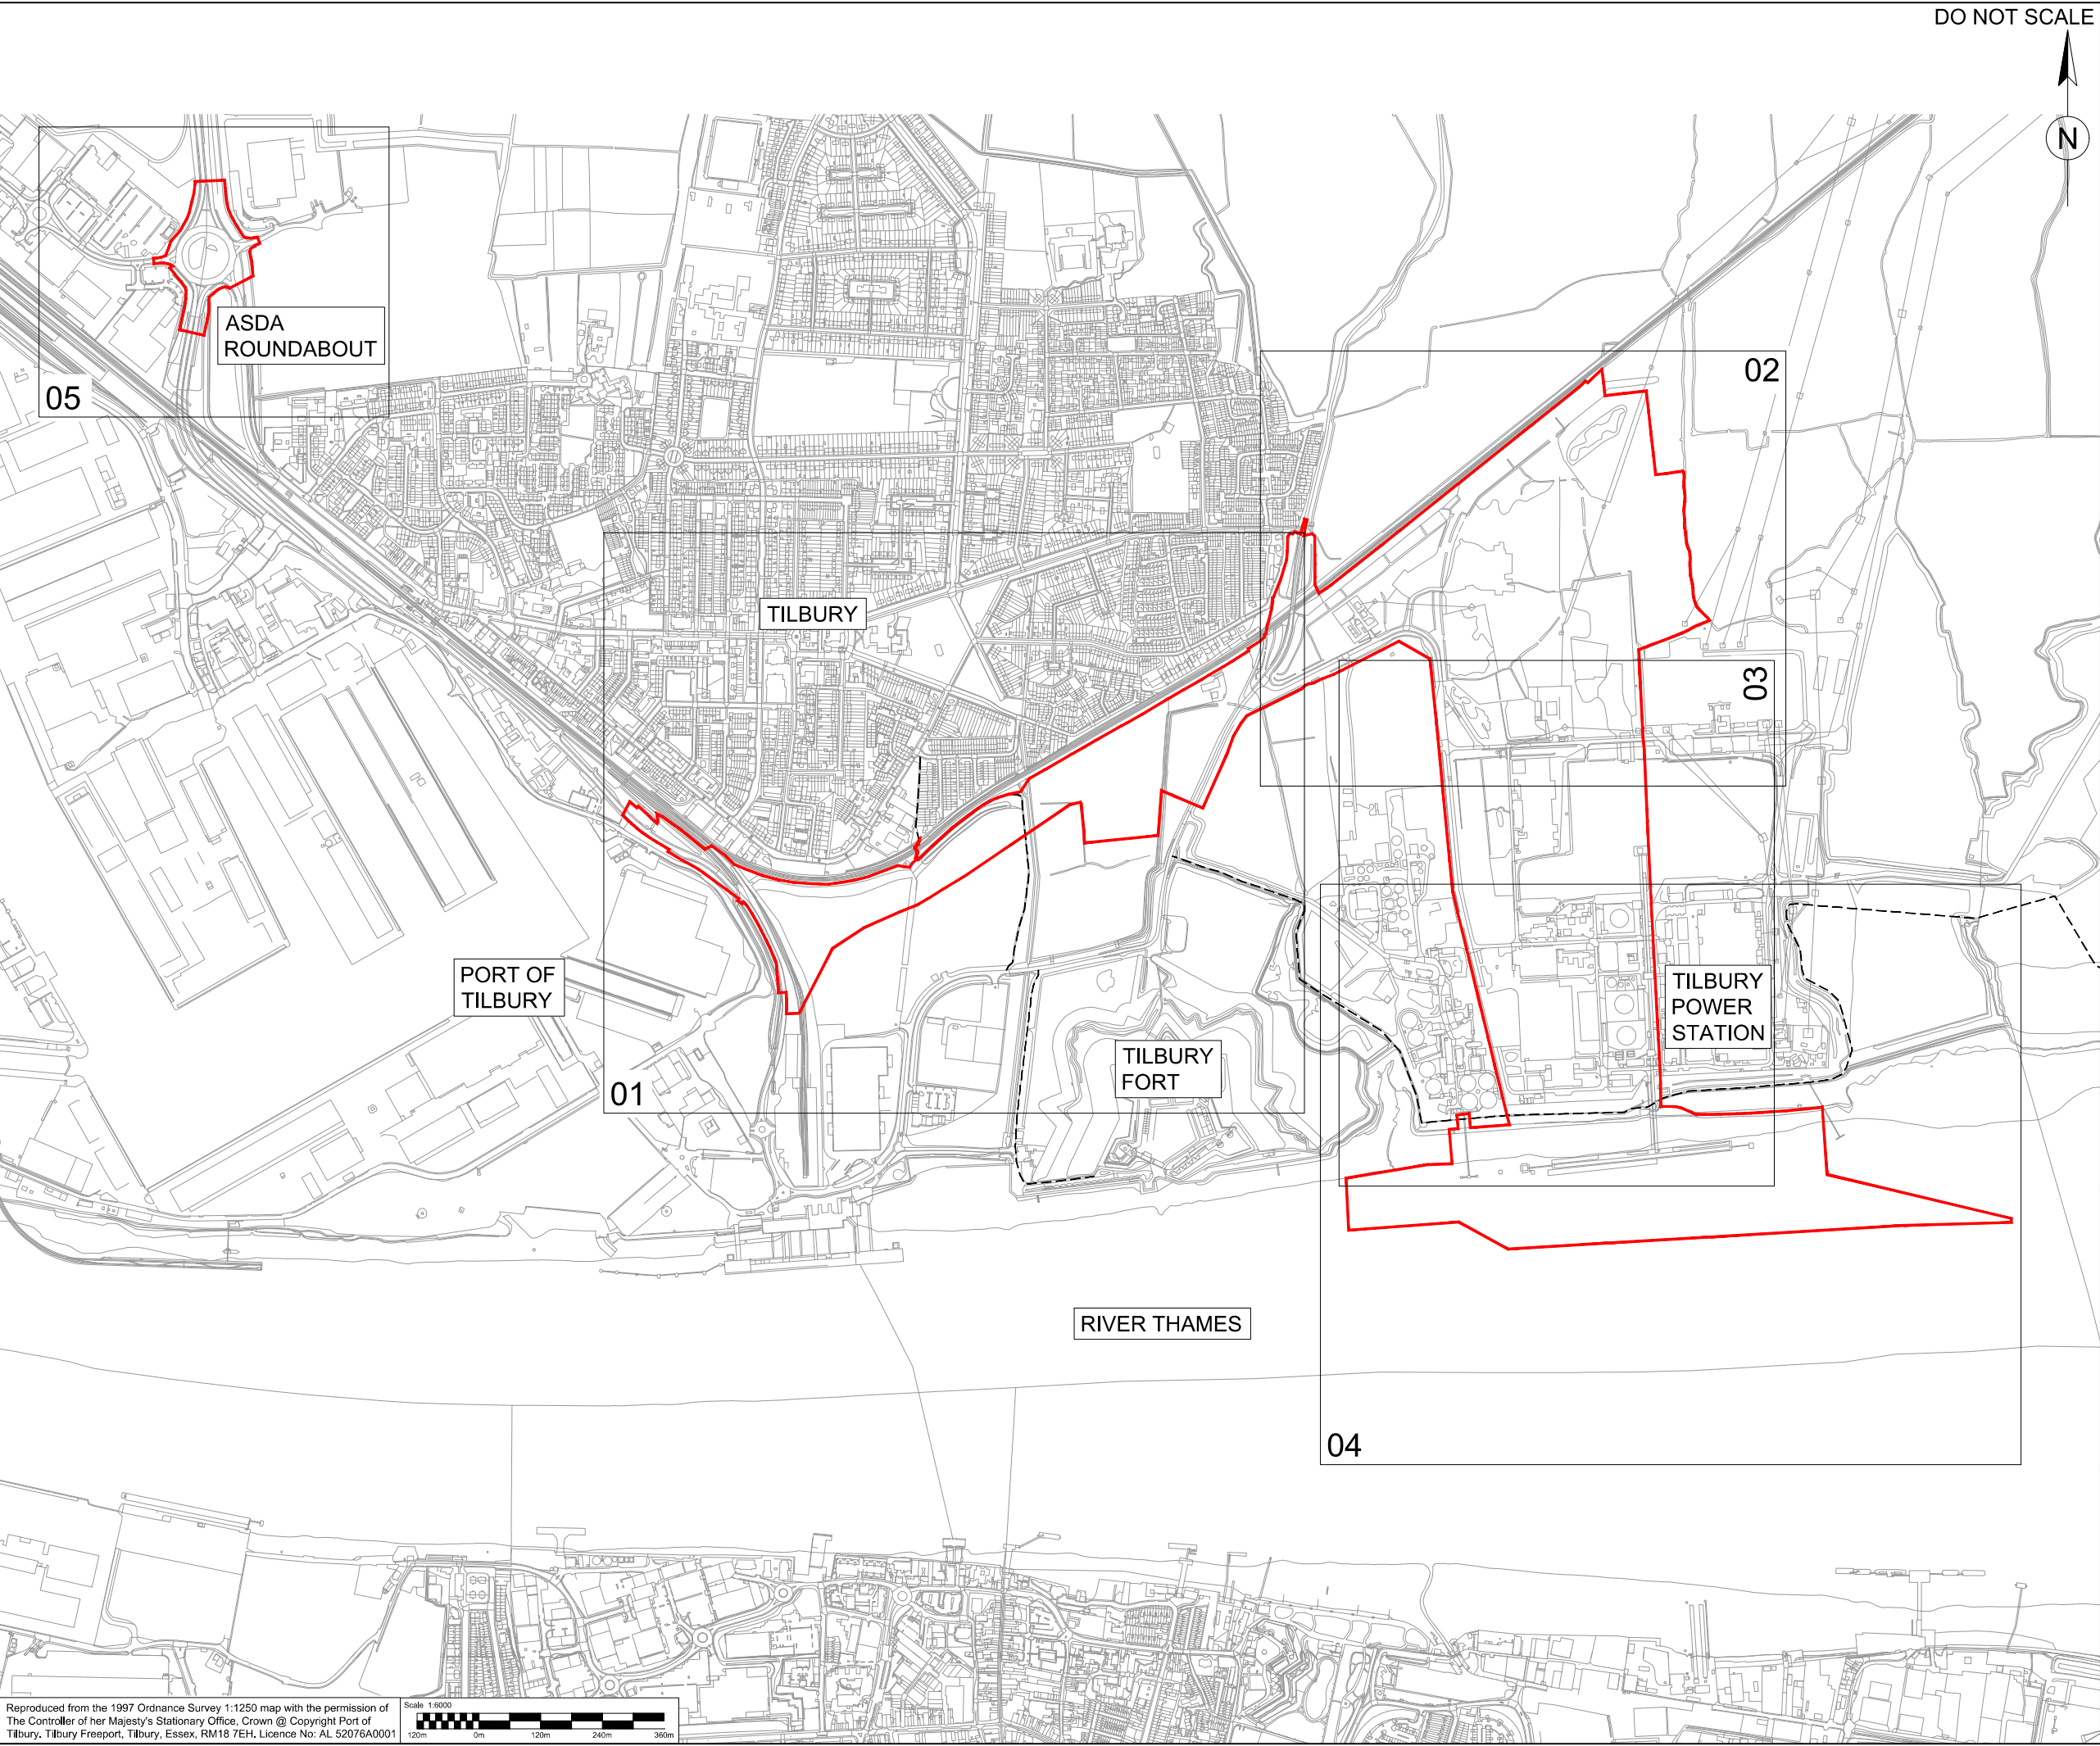 DO NOT SCALE
N
ASDA
ROUNDABOUT
05
02
TILBURY
03
PORT OF
TILBURY
TILBURY
POWER
STATION
TILBURY
FORT
01
RIVER THAMES
04
Reproduced from the 1997 Ordnance Survey 1:1250 map with the permission of
The Controller of her Majesty's Stationary Office, Crown @ Copyright Port of
Tilbury. Tilbury Freeport, Tilbury, Essex, RM18 7EH. Licence No: AL 52076A0001
Scale 1:6000
120m 0m 120m 240m 360m